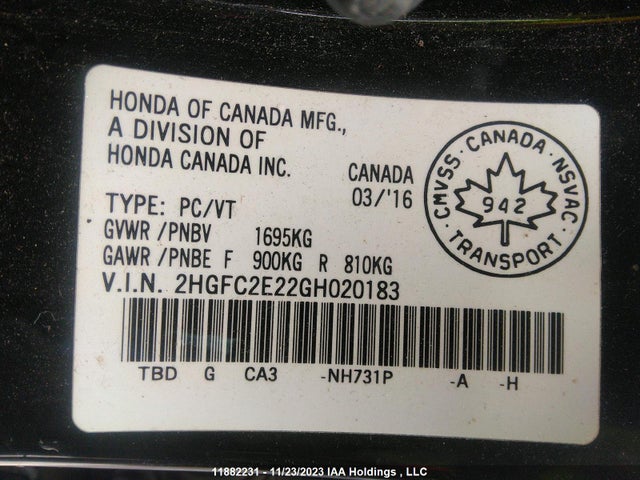 HONDA OF CANADA MFG.,
A DIVISION OF
HONDA CANADA INC.
CANADA
03/'16
TYPE: PC/VT
GVWR /PNBV 1695KG
GAWR /PNBE F 900KG R 810KG
V.I.N. 2HGFC2E22GH020183
TBD G CA3 -NH731P -A -H
CMVSS · CANADA · NSVAC
942
TRANSPORT
11882231 - 11/23/2023 IAA Holdings , LLC